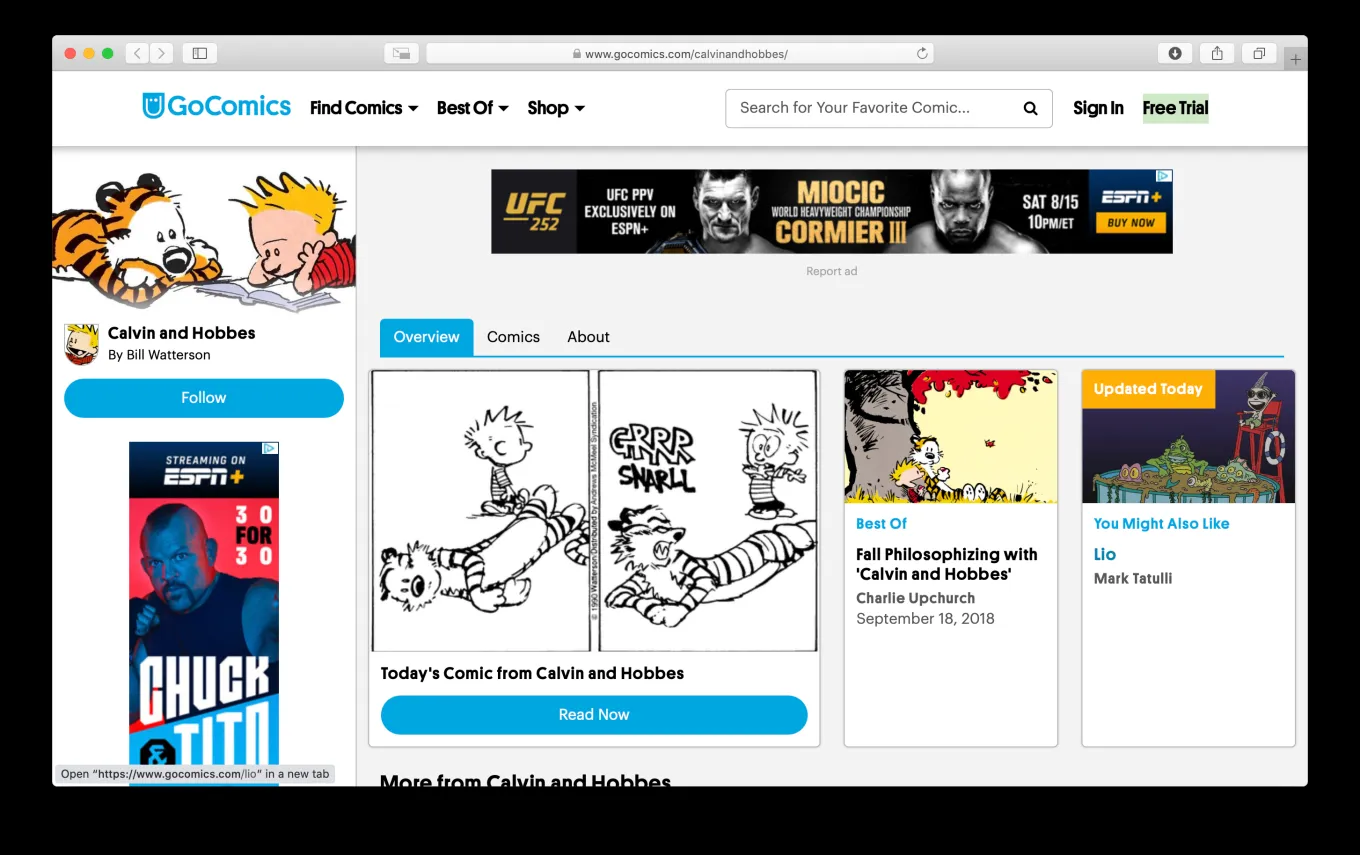 www.gocomics.com/calvinandhobbes/
GoComics
Find Comics
Best Of
Shop
Search for Your Favorite Comic...
Sign In
Free Trial
UFC
252
UFC PPV
EXCLUSIVELY ON
ESPN+
MIOCIC
WORLD HEAVYWEIGHT CHAMPIONSHIP
CORMIER III
SAT 8/15
10PM/ET
ESPN+
BUY NOW
Report ad
Calvin and Hobbes
By Bill Watterson
Follow
STREAMING ON
ESPN+
30
FOR
30
CHUCK
&
TITO
Overview
Comics
About
© 1990 Watterson/Distributed by Andrews McMeel Syndication
GRRR
SNARLL
Today's Comic from Calvin and Hobbes
Read Now
Best Of
Fall Philosophizing with
'Calvin and Hobbes'
Charlie Upchurch
September 18, 2018
Updated Today
You Might Also Like
Lio
Mark Tatulli
More from Calvin and Hobbes
Open "https://www.gocomics.com/lio" in a new tab